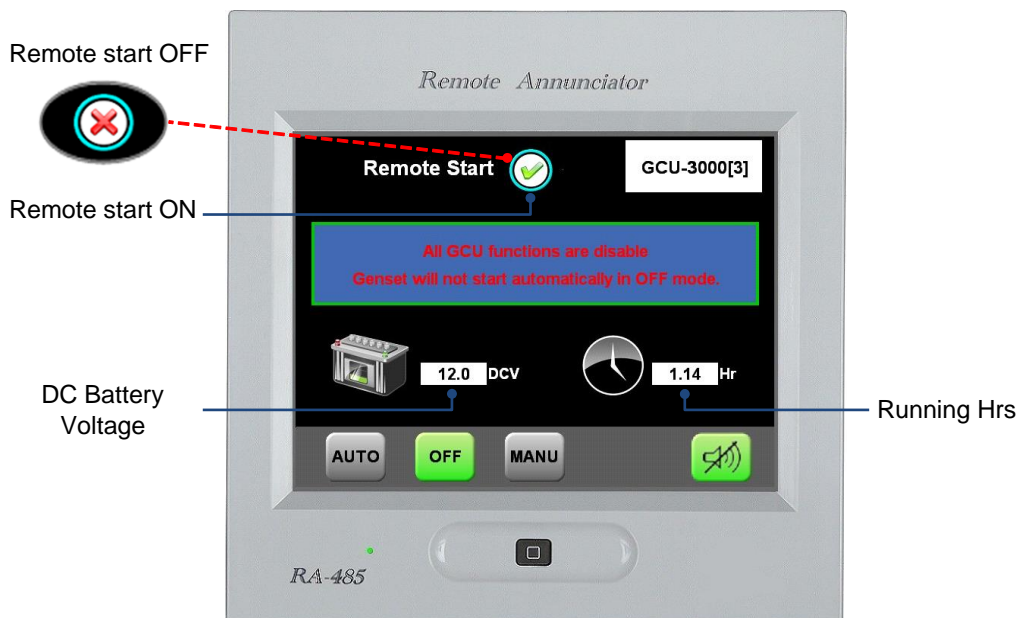 Remote start OFF
Remote Annunciator
Remote Start
GCU-3000[3]
Remote start ON
All GCU functions are disable
Genset will not start automatically in OFF mode.
12.0 DCV
1.14 Hr
DC Battery
Voltage
Running Hrs
AUTO
OFF
MANU
RA-485